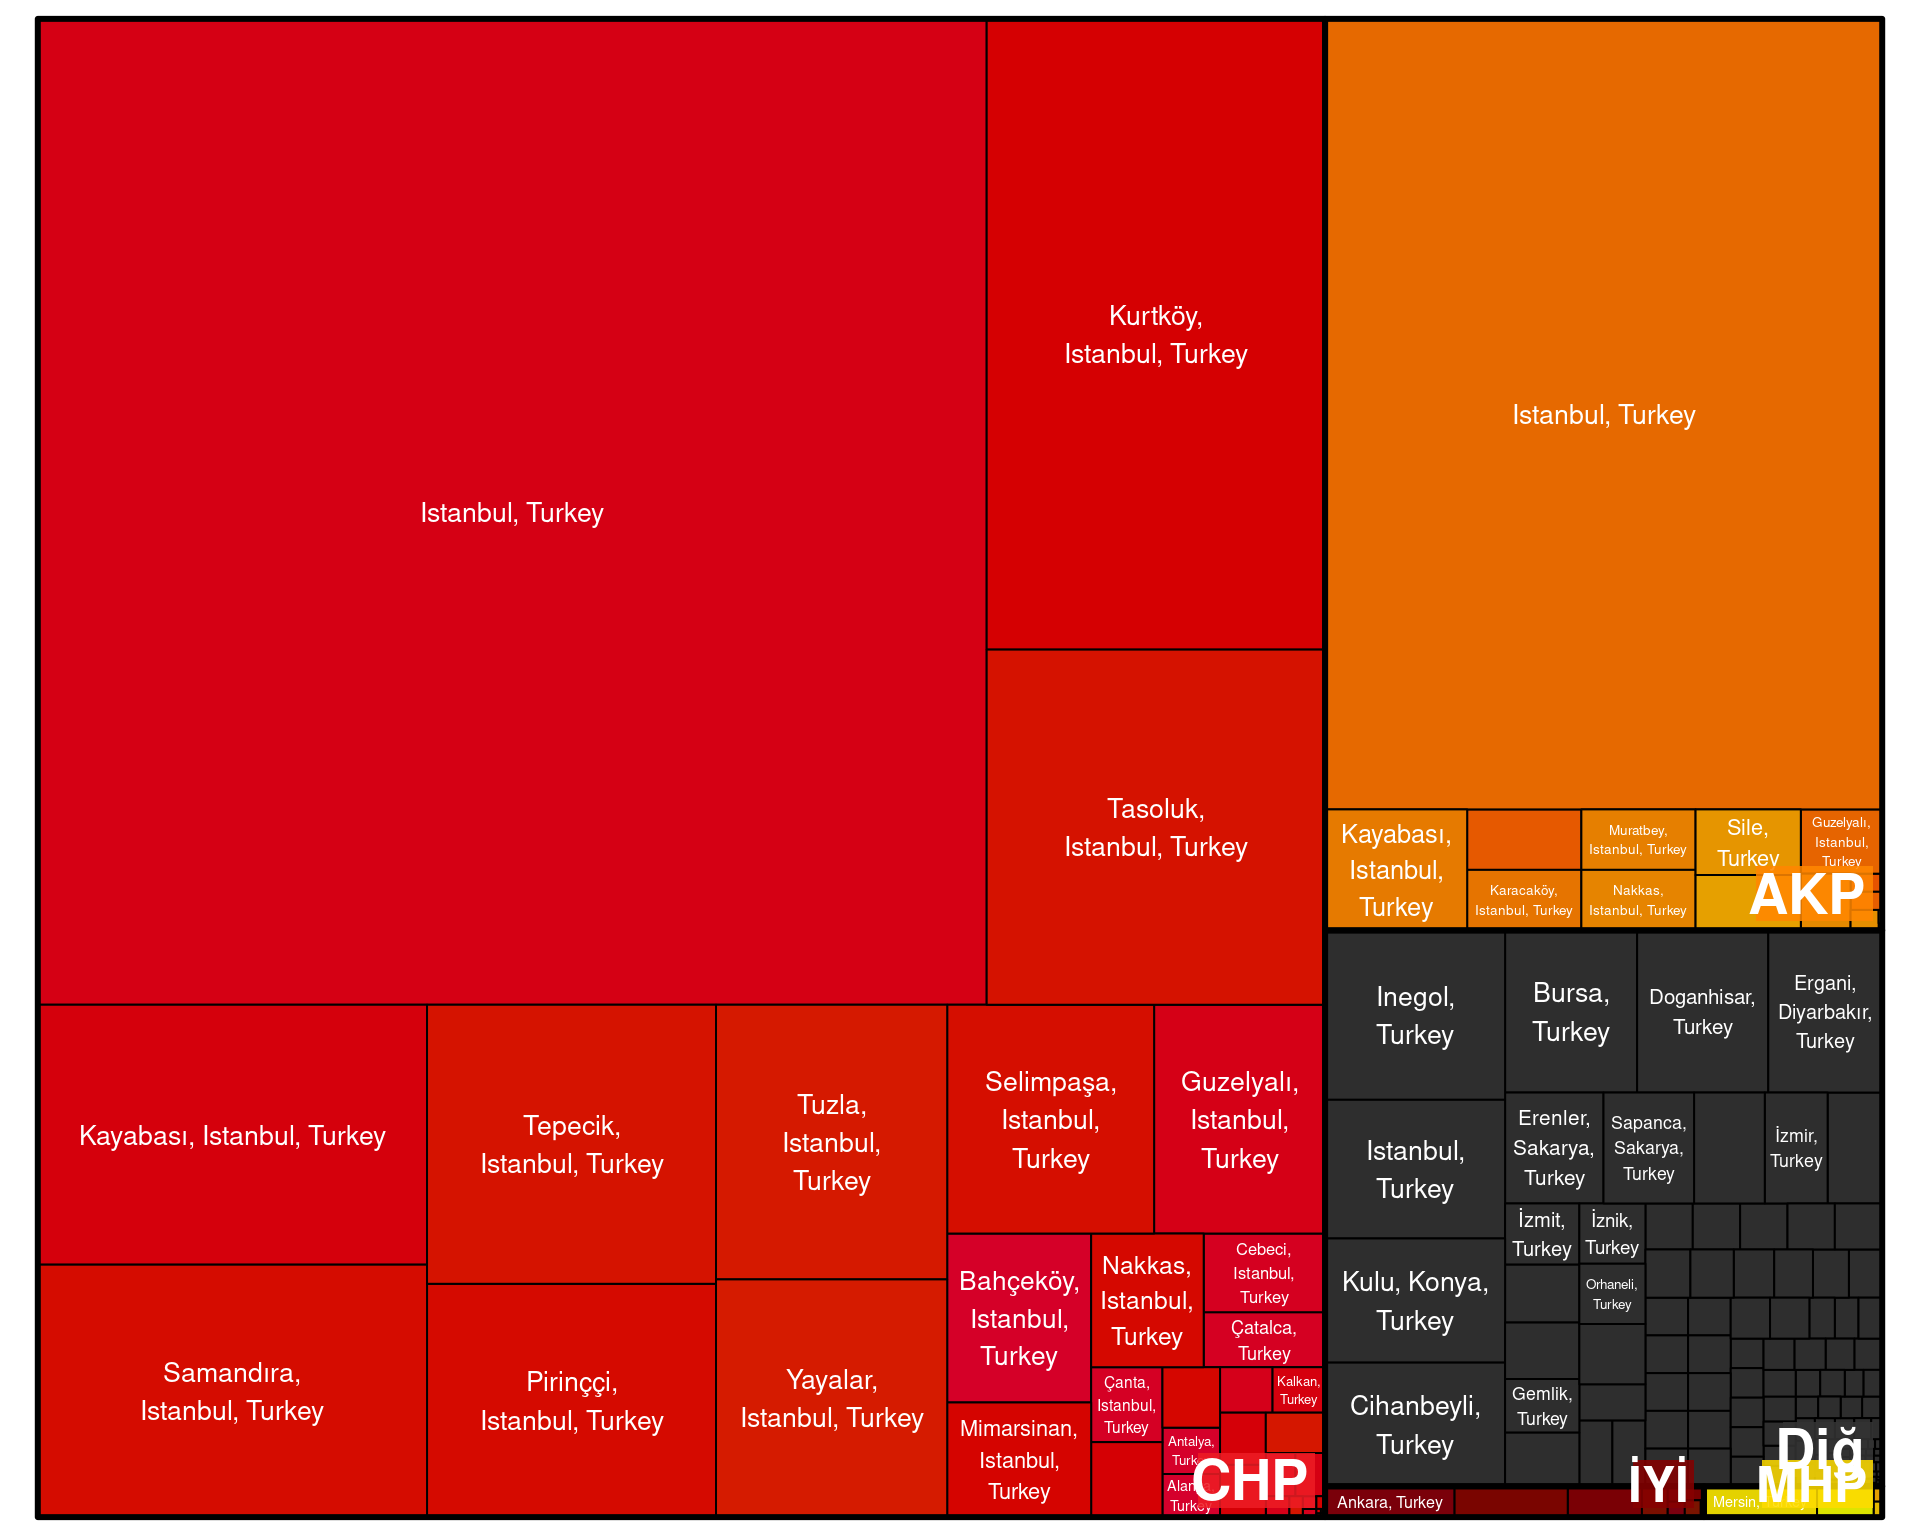 Istanbul, Turkey
Kurtköy,
Istanbul, Turkey
Tasoluk,
Istanbul, Turkey
Kayabası, Istanbul, Turkey
Samandıra,
Istanbul, Turkey
Tepecik,
Istanbul, Turkey
Pirinççi,
Istanbul, Turkey
Tuzla,
Istanbul,
Turkey
Yayalar,
Istanbul, Turkey
Selimpaşa,
Istanbul,
Turkey
Guzelyalı,
Istanbul,
Turkey
Bahçeköy,
Istanbul,
Turkey
Mimarsinan,
Istanbul,
Turkey
Nakkas,
Istanbul,
Turkey
Cebeci,
Istanbul,
Turkey
Çatalca,
Turkey
Çanta,
Istanbul,
Turkey
Kalkan,
Turkey
Antalya,
Turkey
CHP
Istanbul, Turkey
Kayabası,
Istanbul,
Turkey
Karacaköy,
Istanbul, Turkey
Muratbey,
Istanbul, Turkey
Nakkas,
Istanbul, Turkey
Sile,
Turkey
Guzelyalı,
Istanbul,
Turkey
AKP
Inegol,
Turkey
Istanbul,
Turkey
Kulu, Konya,
Turkey
Cihanbeyli,
Turkey
Bursa,
Turkey
Doganhisar,
Turkey
Ergani,
Diyarbakır,
Turkey
Erenler,
Sakarya,
Turkey
Sapanca,
Sakarya,
Turkey
İzmir,
Turkey
İzmit,
Turkey
İznik,
Turkey
Orhaneli,
Turkey
Gemlik,
Turkey
Diğ
Ankara, Turkey
İYİ
Mersin,
MHP